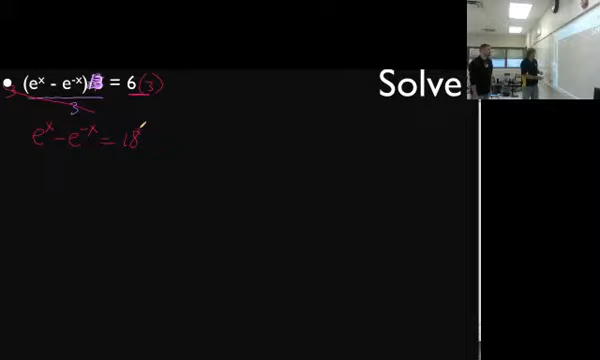 • (eˣ - e⁻ˣ) = 6 (3)
Solve
3
eˣ - e⁻ˣ = 18